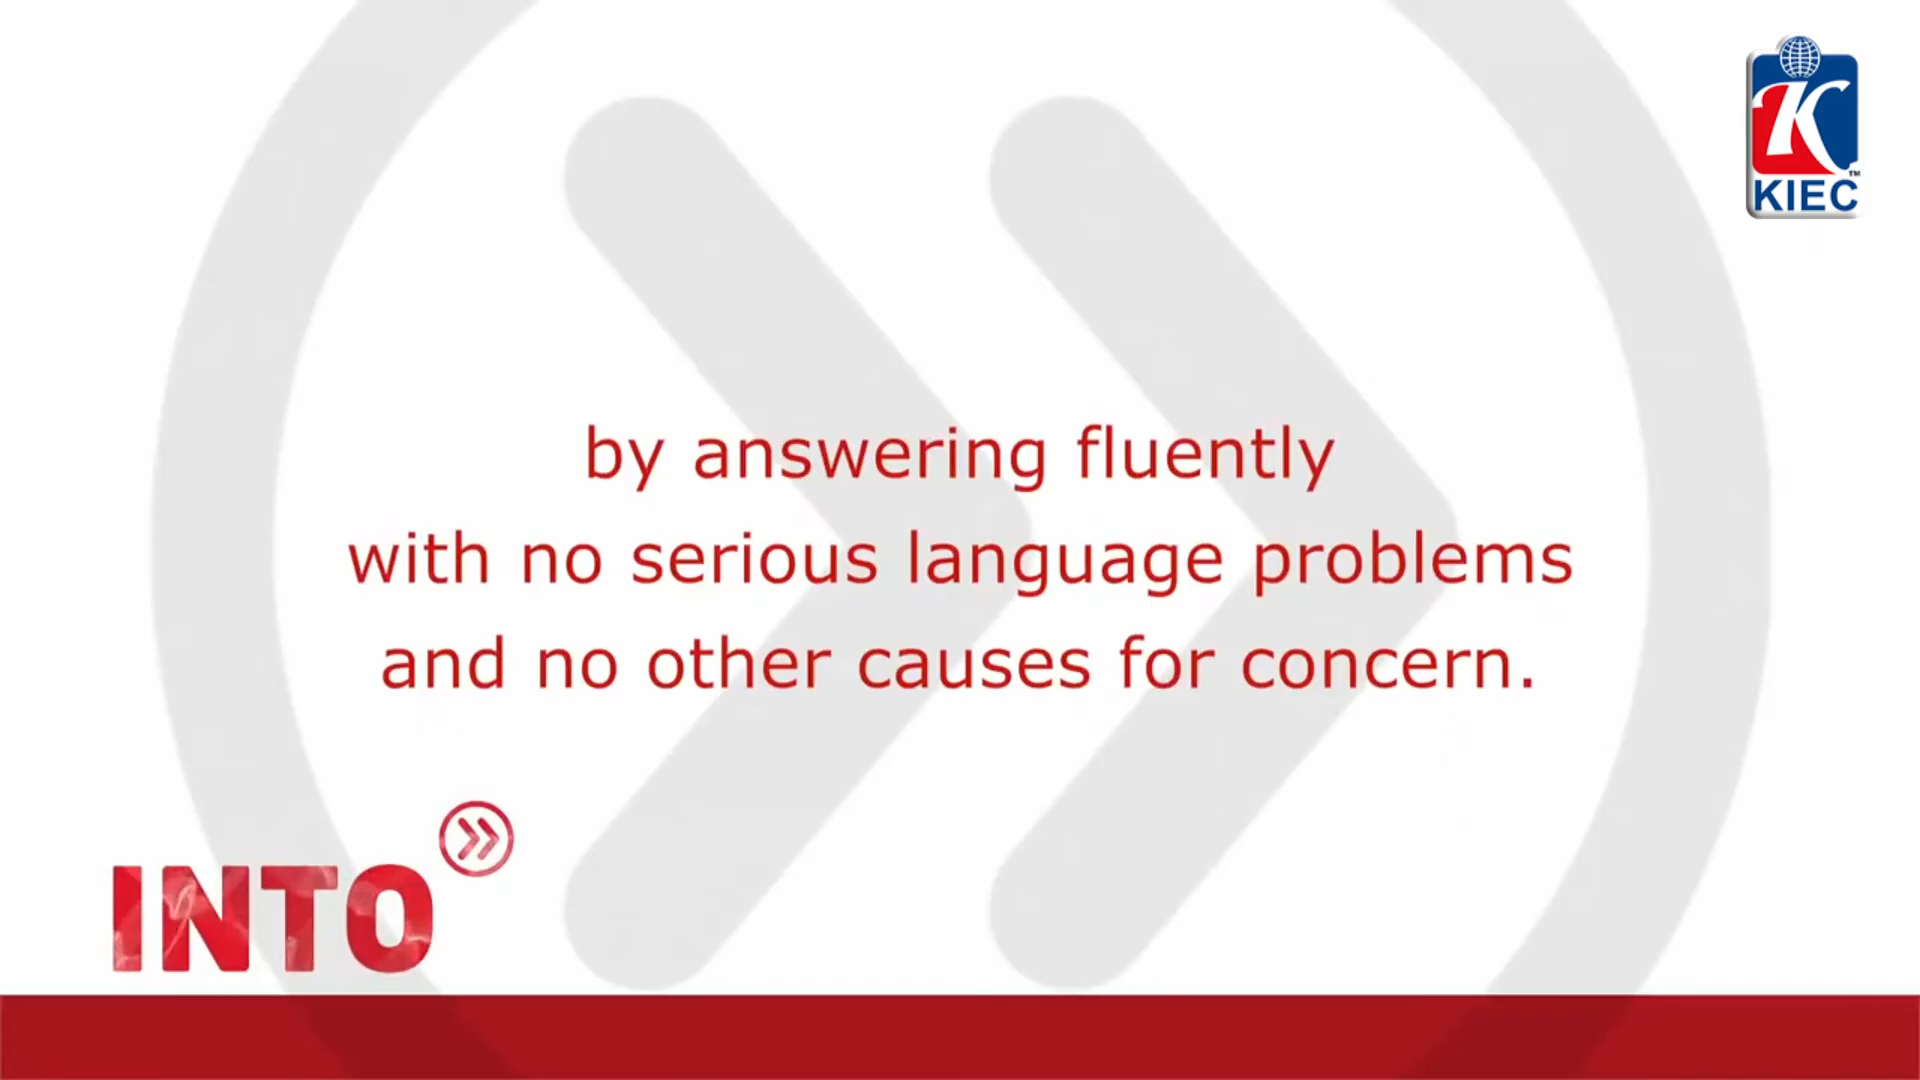 KIEC
by answering fluently
with no serious language problems
and no other causes for concern.
INTO